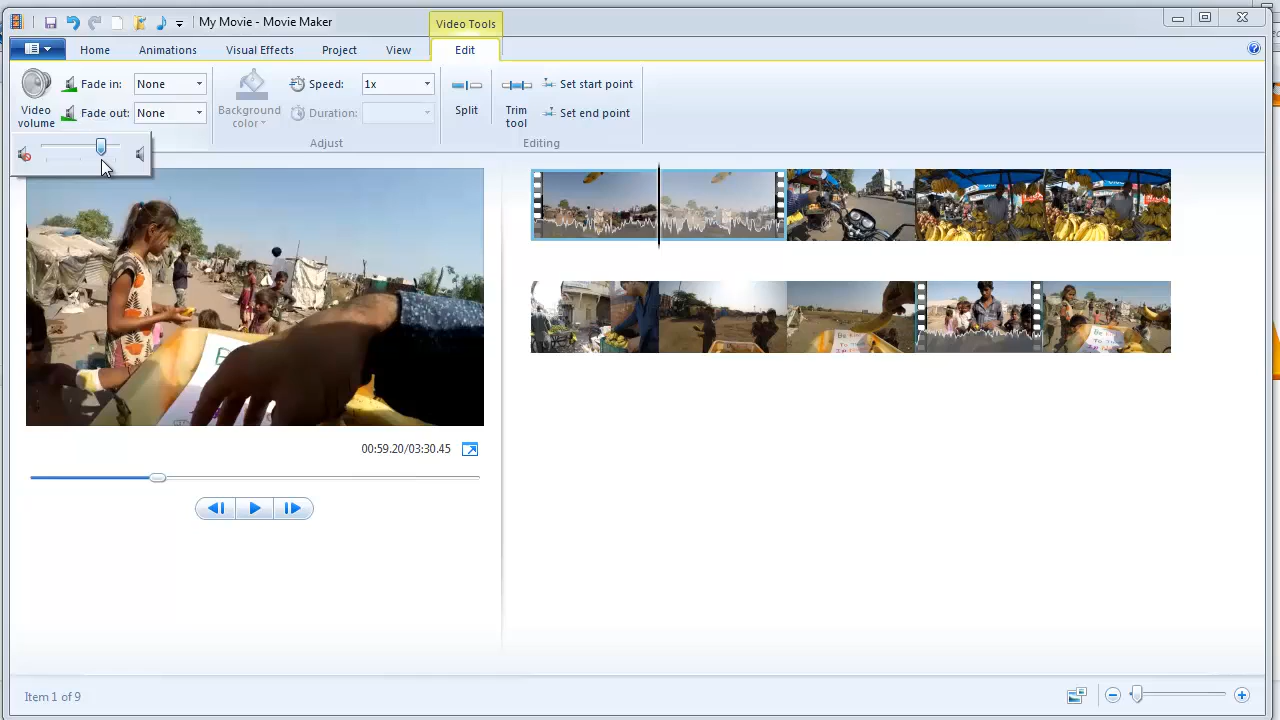 My Movie - Movie Maker
Video Tools
Home
Animations
Visual Effects
Project
View
Edit
Video volume
Fade in:
None
Fade out:
None
Background color
Speed:
1x
Duration:
Adjust
Split
Trim tool
Set start point
Set end point
Editing
00:59.20/03:30.45
Item 1 of 9